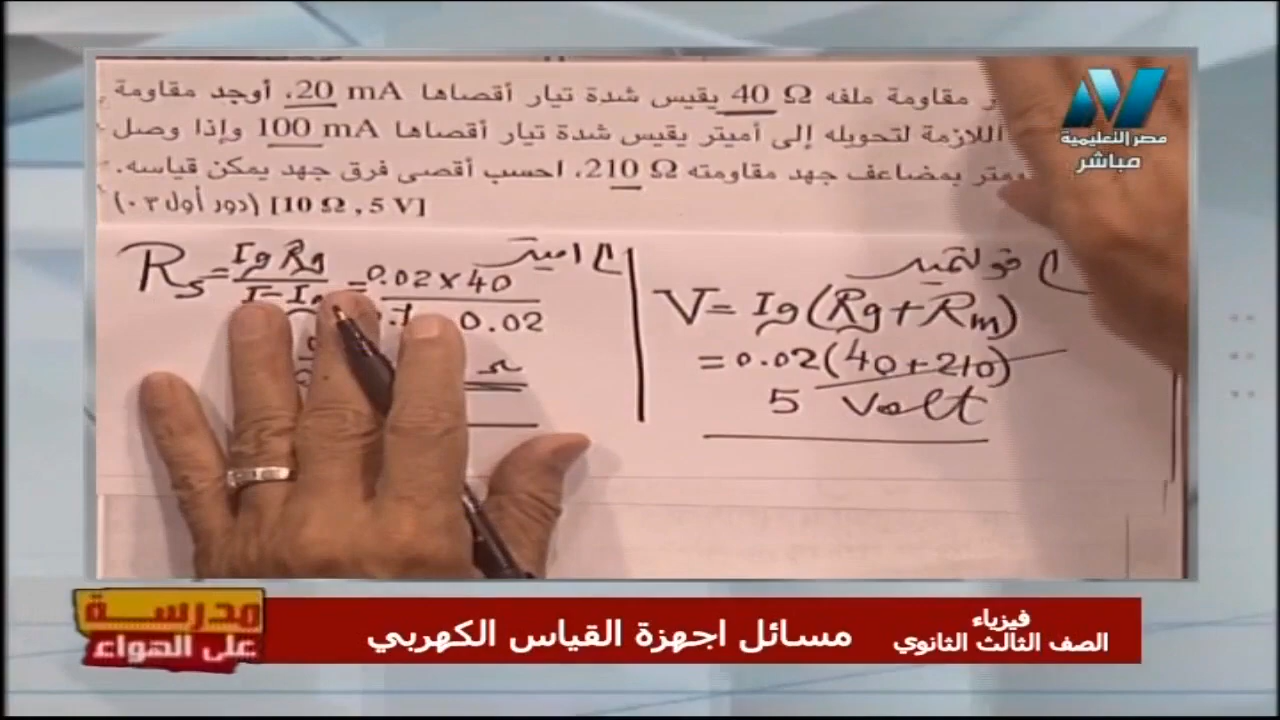 مقاومة ملفه 40 Ω يقيس شدة تيار أقصاها 20 mA، أوجد مقاومة
اللازمة لتحويله إلى أميتر يقيس شدة تيار أقصاها 100 mA وإذا وصل
بمضاعف جهد مقاومته 210 Ω، احسب أقصى فرق جهد يمكن قياسه.
[10 Ω , 5 V] (دور أول ٠٣)
مصر التعليمية
مباشر
اميتر
Rs = Ig Rg = 0.02 x 40
0.02
Ω
فولتميتر
V = Ig (Rg + Rm)
= 0.02 (40 + 210)
5 Volt
مدرسة
على الهواء
مسائل اجهزة القياس الكهربي
فيزياء
الصف الثالث الثانوي